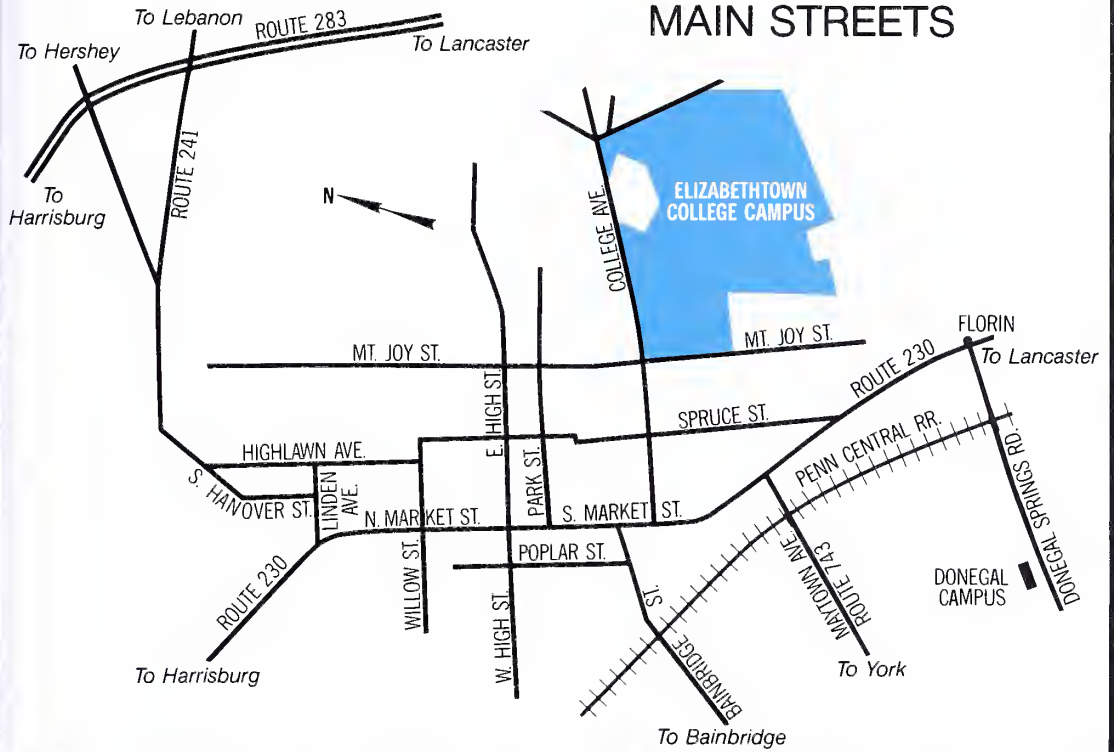 MAIN STREETS
To Lebanon
ROUTE 283
To Hershey
To Lancaster
ROUTE 241
To
Harrisburg
N
ELIZABETHTOWN
COLLEGE CAMPUS
COLLEGE AVE.
FLORIN
MT. JOY ST.
MT. JOY ST.
To Lancaster
ROUTE 230
E. HIGH ST.
SPRUCE ST.
HIGHLAWN AVE.
PENN CENTRAL RR.
S. HANOVER ST.
LINDEN
AVE.
PARK ST.
N. MARKET ST.
S. MARKET ST.
DONEGAL SPRINGS RD.
POPLAR ST.
ROUTE 230
WILLOW ST.
W. HIGH ST.
BAINBRIDGE ST.
MAYTOWN AVE.
ROUTE 743
DONEGAL
CAMPUS
To Harrisburg
To York
To Bainbridge